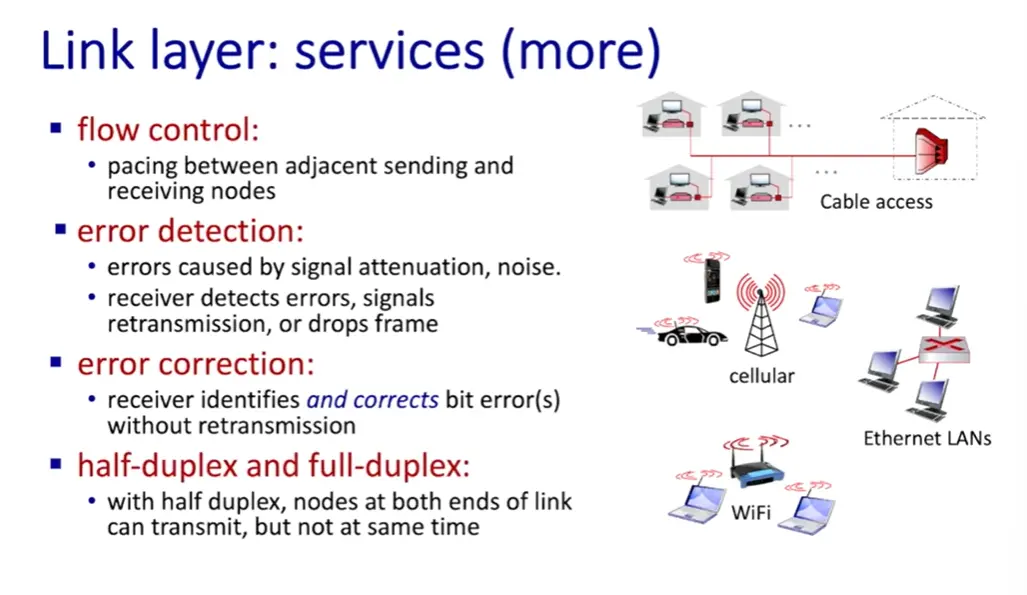 Link layer: services (more)
▪ flow control:
• pacing between adjacent sending and
receiving nodes
▪ error detection:
• errors caused by signal attenuation, noise.
• receiver detects errors, signals
retransmission, or drops frame
▪ error correction:
• receiver identifies and corrects bit error(s)
without retransmission
▪ half-duplex and full-duplex:
• with half duplex, nodes at both ends of link
can transmit, but not at same time
...
...
Cable access
cellular
Ethernet LANs
WiFi